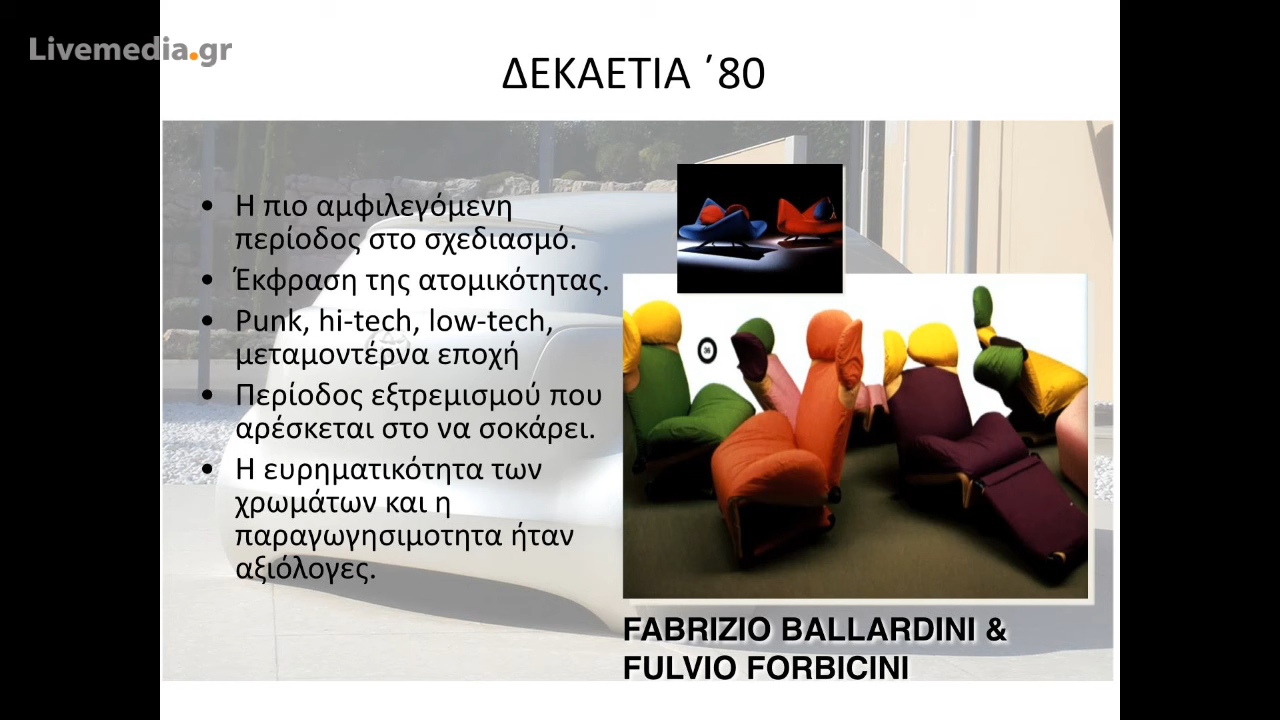 Livemedia.gr
ΔΕΚΑΕΤΙΑ ΄80
• Η πιο αμφιλεγόμενη
περίοδος στο σχεδιασμό.
• Έκφραση της ατομικότητας.
• Punk, hi-tech, low-tech,
μεταμοντέρνα εποχή
• Περίοδος εξτρεμισμού που
αρέσκεται στο να σοκάρει.
• Η ευρηματικότητα των
χρωμάτων και η
παραγωγησιμοτητα ήταν
αξιόλογες.
FABRIZIO BALLARDINI &
FULVIO FORBICINI